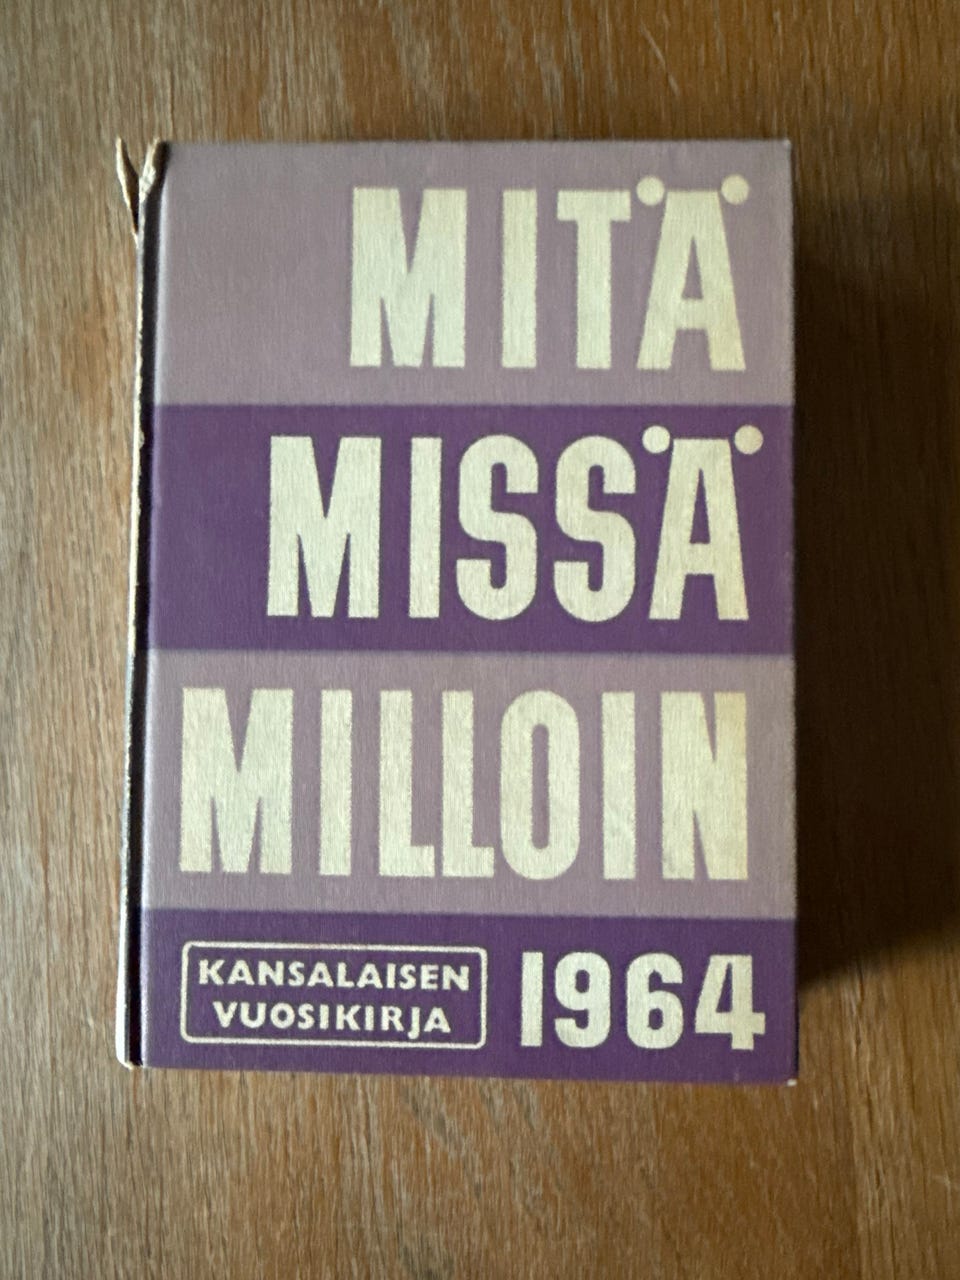 MITÄ
MISSÄ
MILLOIN
KANSALAISEN
VUOSIKIRJA
1964